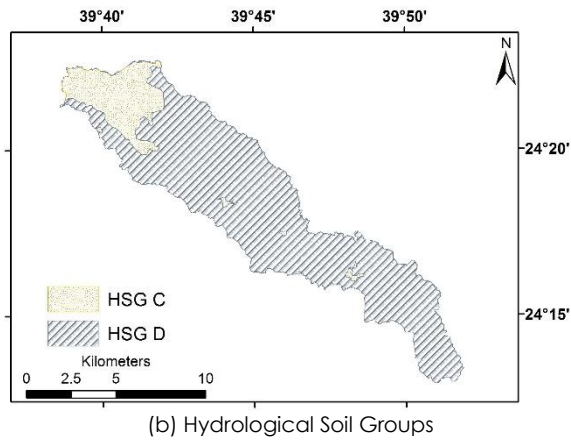 39°40' 39°45' 39°50'
N
24°20'
24°15'
HSG C
HSG D
Kilometers
0 2.5 5 10
(b) Hydrological Soil Groups